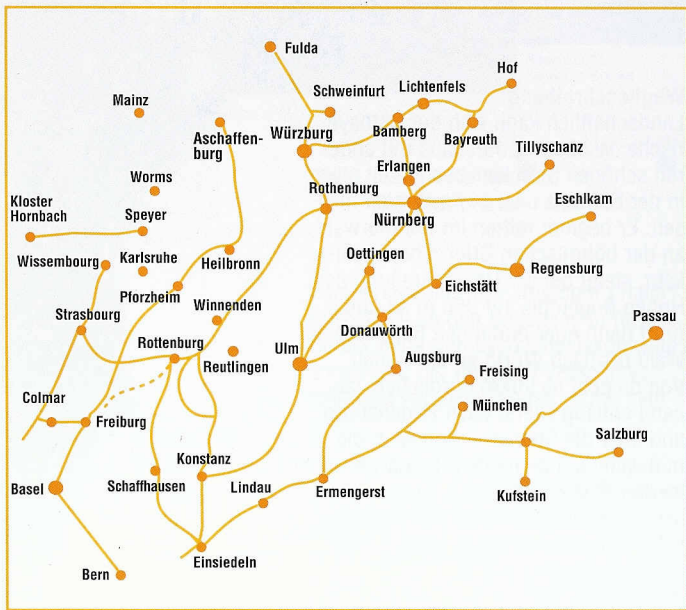 Fulda
Hof
Schweinfurt
Lichtenfels
Mainz
Aschaffen-
burg
Würzburg
Bamberg
Bayreuth
Tillyschanz
Erlangen
Worms
Rothenburg
Kloster
Hornbach
Speyer
Nürnberg
Eschlkam
Wissembourg
Karlsruhe
Heilbronn
Oettingen
Regensburg
Pforzheim
Eichstätt
Winnenden
Strasbourg
Donauwörth
Passau
Rottenburg
Ulm
Reutlingen
Augsburg
Freising
Colmar
Freiburg
München
Salzburg
Konstanz
Basel
Schaffhausen
Lindau
Ermengerst
Kufstein
Einsiedeln
Bern